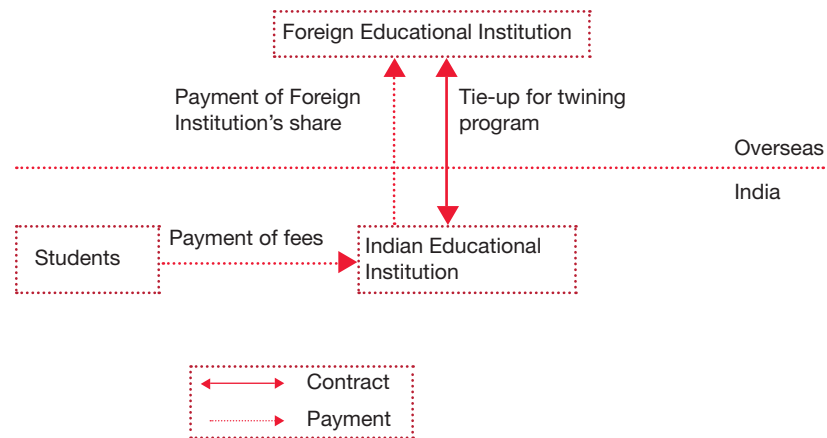 Foreign Educational Institution
Payment of Foreign
Institution's share
Tie-up for twining
program
Overseas
India
Students
Payment of fees
Indian Educational
Institution
Contract
Payment